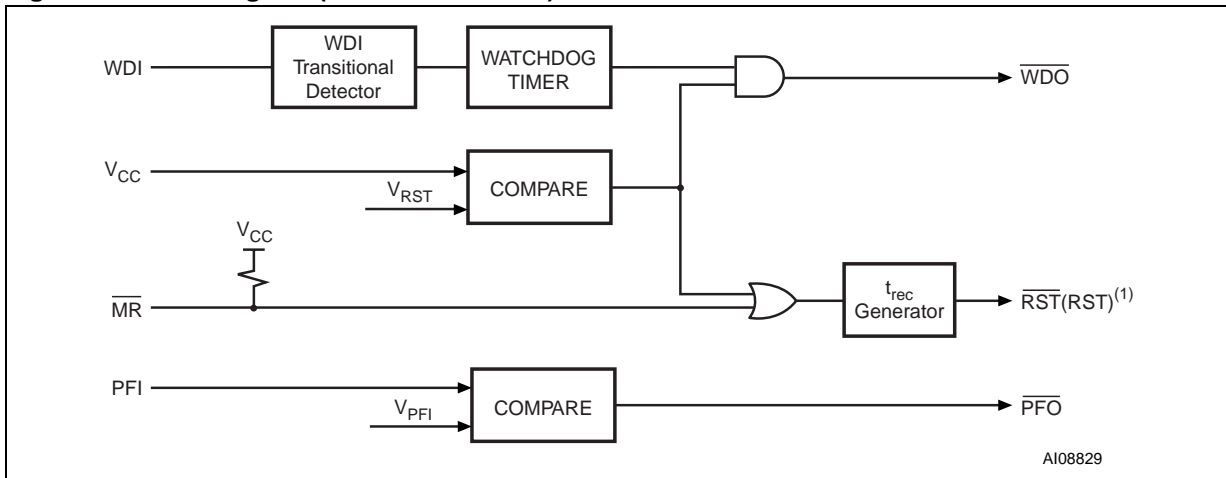 WDI
WDI
Transitional
Detector
WATCHDOG
TIMER
WDO
VCC
VRST
COMPARE
VCC
MR
trec
Generator
RST(RST)(1)
PFI
VPFI
COMPARE
PFO
AI08829